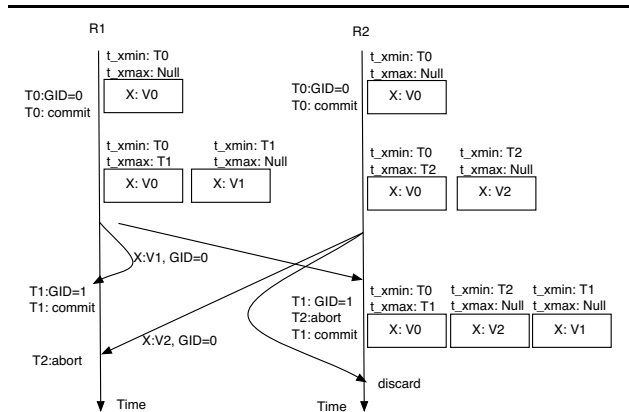 R1
R2
t_xmin: T0
t_xmax: Null
X: V0
T0:GID=0
T0: commit
t_xmin: T0
t_xmax: Null
X: V0
T0:GID=0
T0: commit
t_xmin: T0
t_xmax: T1
X: V0
t_xmin: T1
t_xmax: Null
X: V1
t_xmin: T0
t_xmax: T2
X: V0
t_xmin: T2
t_xmax: Null
X: V2
X:V1, GID=0
T1:GID=1
T1: commit
T1: GID=1
T2:abort
T1: commit
t_xmin: T0
t_xmax: T1
X: V0
t_xmin: T2
t_xmax: Null
X: V2
t_xmin: T1
t_xmax: Null
X: V1
X:V2, GID=0
T2:abort
discard
Time
Time